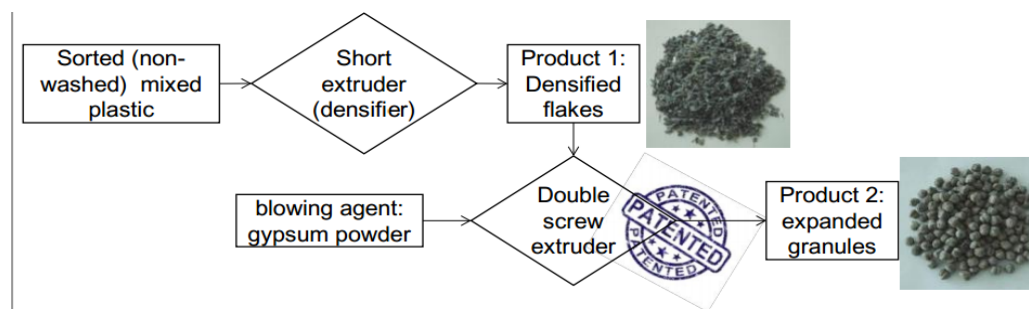 Sorted (non-
washed) mixed
plastic
Short
extruder
(densifier)
Product 1:
Densified
flakes
blowing agent:
gypsum powder
Double
screw
extruder
PATENTED
PATENTED
PATENTED
Product 2:
expanded
granules